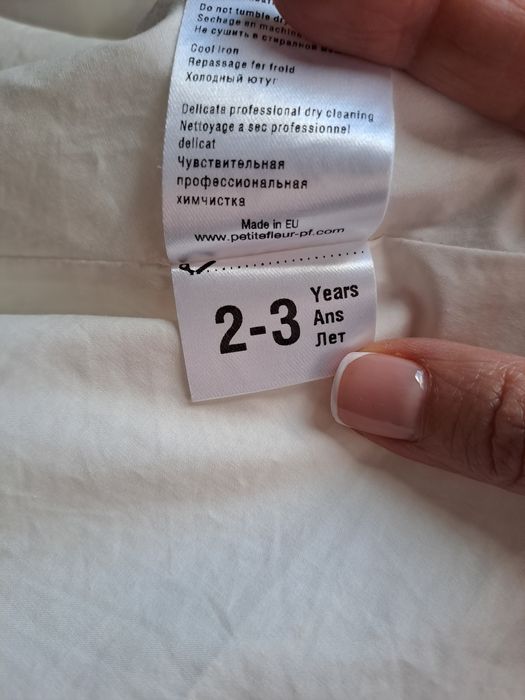 Do not tumble dry
Sechage en machine
Не сушить в стиральной
Cool iron
Repassage fer froid
Холодный ютуг
Delicate professional dry cleaning
Nettoyage a sec professionnel
delicat
Чувствительная
профессиональная
химчистка
Made in EU
www.petitefleur-pf.com
2-3 Years
Ans
Лет